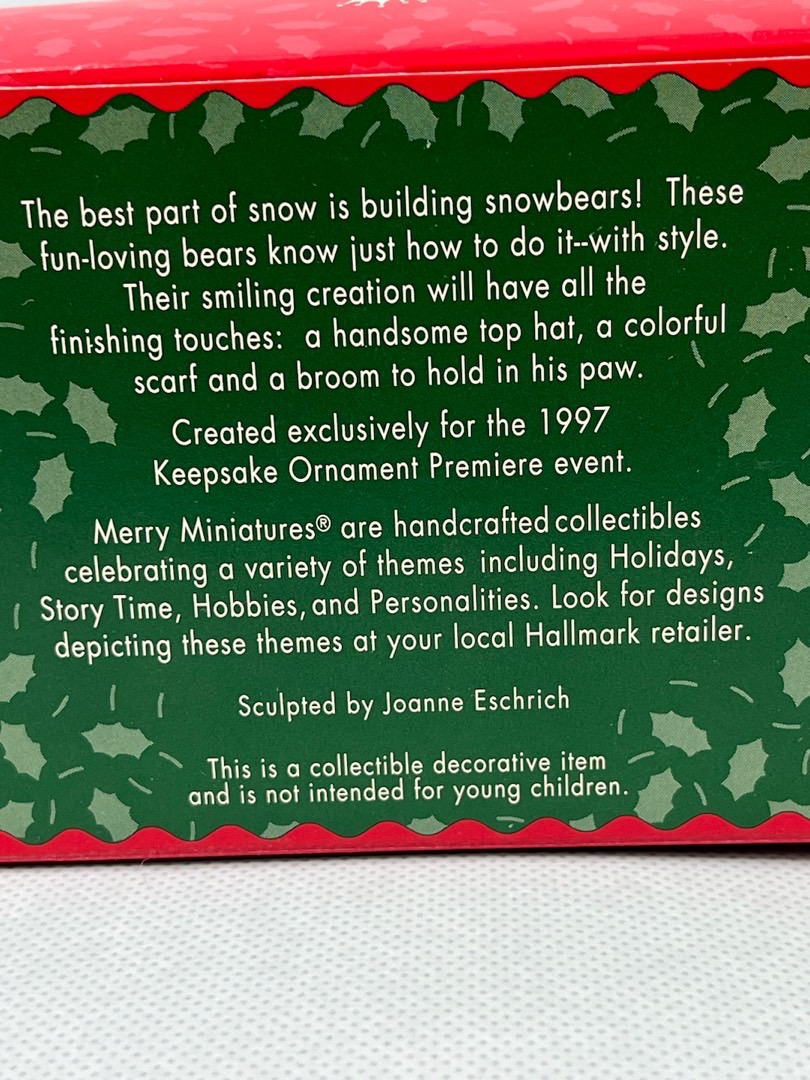 The best part of snow is building snowbears! These
fun-loving bears know just how to do it--with style.
Their smiling creation will have all the
finishing touches: a handsome top hat, a colorful
scarf and a broom to hold in his paw.
Created exclusively for the 1997
Keepsake Ornament Premiere event.
Merry Miniatures® are handcrafted collectibles
celebrating a variety of themes including Holidays,
Story Time, Hobbies, and Personalities. Look for designs
depicting these themes at your local Hallmark retailer.
Sculpted by Joanne Eschrich
This is a collectible decorative item
and is not intended for young children.